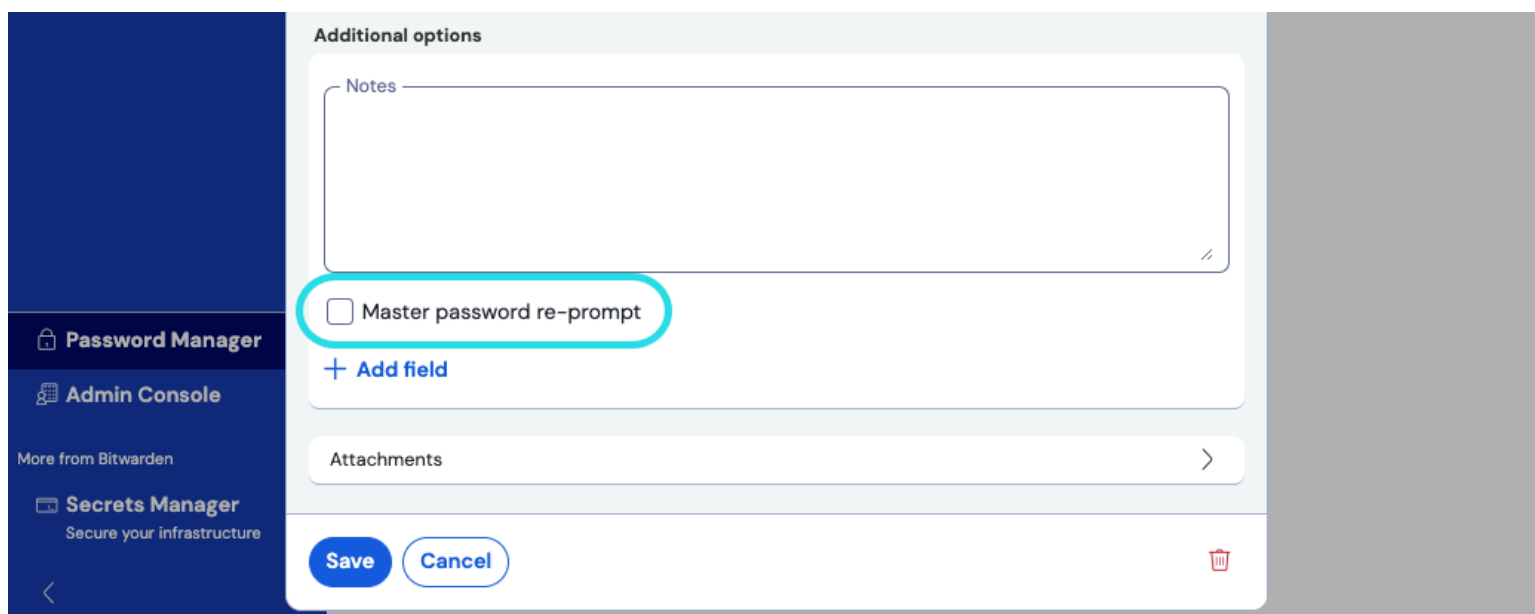 Additional options
Notes
Master password re-prompt
Add field
Attachments
Save
Cancel
Password Manager
Admin Console
More from Bitwarden
Secrets Manager
Secure your infrastructure